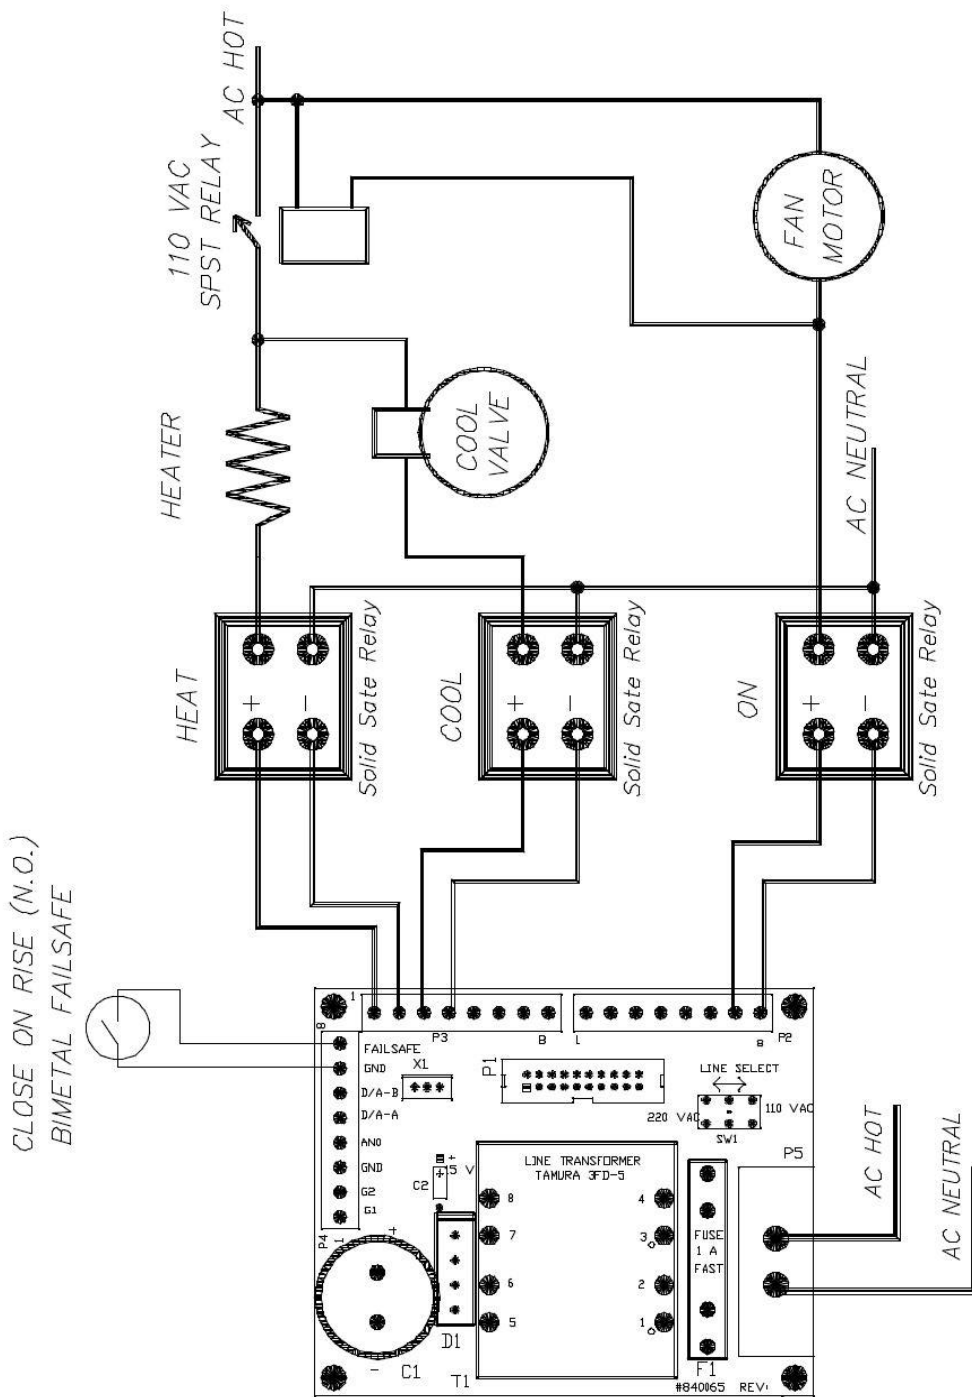 AC HOT
110 VAC
SPST RELAY
FAN
MOTOR
HEATER
COOL
VALVE
AC NEUTRAL
HEAT
+
-
Solid Sate Relay
COOL
+
-
Solid Sate Relay
ON
+
-
Solid Sate Relay
CLOSE ON RISE (N.O.)
BIMETAL FAILSAFE
8
FAILSAFE
GND
D/A-B
D/A-A
ANO
GND
G2
G1
P4
1
1
P3
8
1
8
P2
X1
P1
LINE SELECT
220 VAC
110 VAC
SW1
P5
+
+
15 V
C2
LINE TRANSFORMER
TAMURA 3FD-5
8
7
6
5
4
3
2
1
T1
FUSE
1 A
FAST
F1
+
-
C1
D1
AC HOT
AC NEUTRAL
#840065 REV: